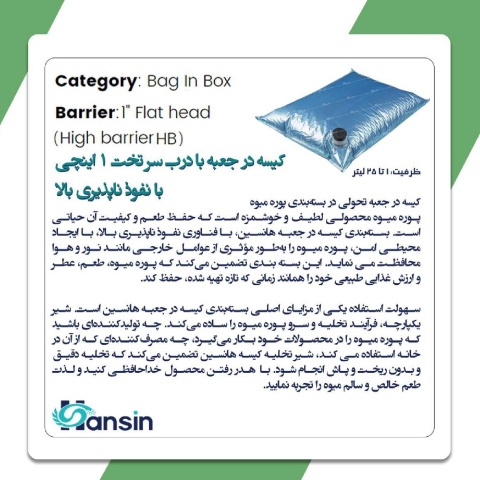 Category: Bag In Box
Barrier:1" Flat head
(High barrier HB)
ظرفیت، ۱ تا ۲۵ لیتر
کیسه در جعبه با درب سرتخت ۱ اینچی
با نفوذ ناپذیری بالا
کیسه در جعبه تحولی در بسته‌بندی پوره میوه
پوره میوه محصولی لطیف و خوشمزه است که حفظ طعم و کیفیت آن حیاتی
است. بسته‌بندی کیسه در جعبه هانسین، با فناوری نفوذ ناپذیری بالا، با ایجاد
محیطی امن، پوره میوه را به‌طور مؤثری از عوامل خارجی مانند نور و هوا
محافظت می نماید. این بسته بندی تضمین می‌کند که پوره میوه، طعم، عطر
و ارزش غذایی طبیعی خود را همانند زمانی که تازه تهیه شده، حفظ کند.
سهولت استفاده یکی از مزایای اصلی بسته‌بندی کیسه در جعبه هانسین است. شیر
یکپارچه، فرآیند تخلیه و سرو پوره میوه را ساده می‌کند. چه تولیدکننده‌ای باشید
که پوره میوه را در محصولات خود بکار می‌گیرد، چه مصرف‌کننده‌ای که از آن در
خانه استفاده می کند، شیر تخلیه کیسه هانسین تضمین می‌کند که تخلیه دقیق
و بدون ریخت و پاش انجام شود. با هدر رفتن محصول خداحافظی کنید و لذت
طعم خالص و سالم میوه را تجربه نمایید.
Hansin